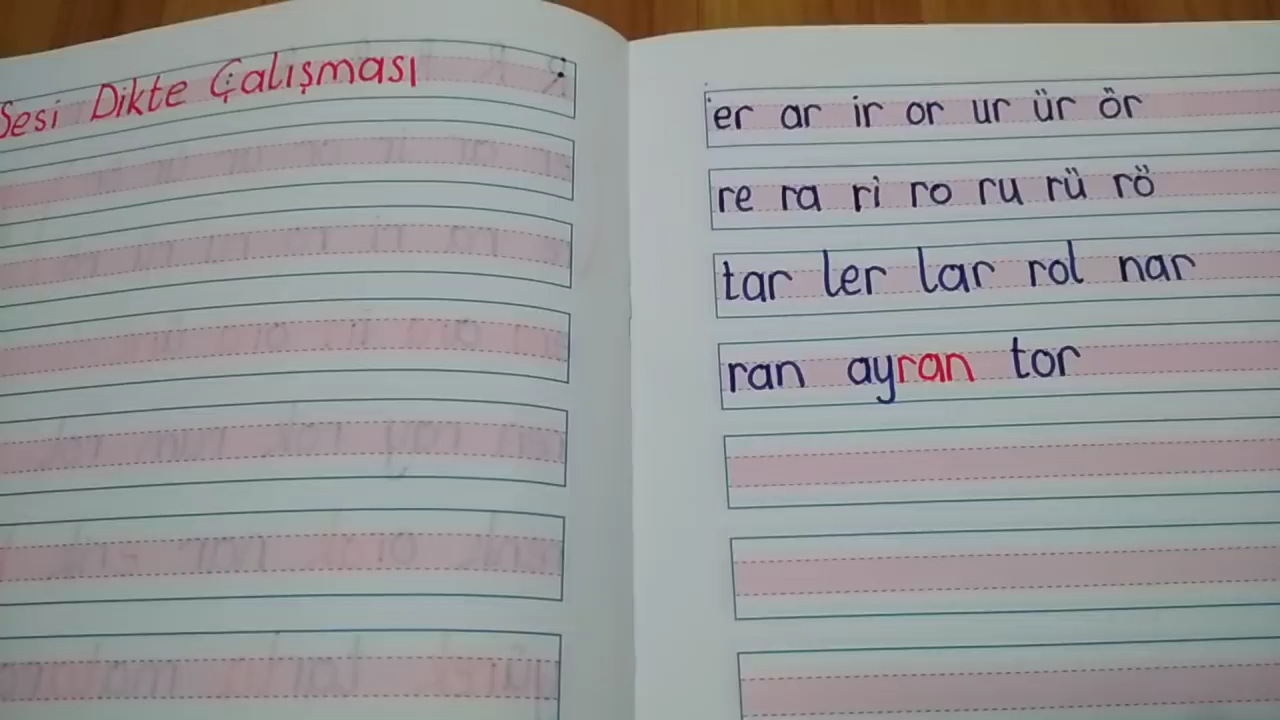 Sesi Dikte Çalışması
er ar ir or ur ür ör
re ra ri ro ru rü rö
tar ler lar rol nar
ran ayran tor